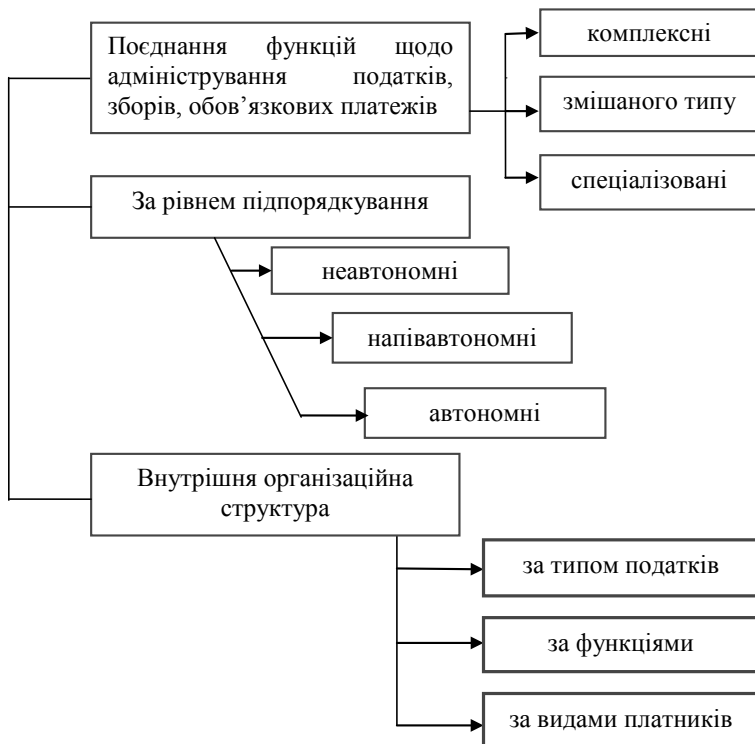 Поєднання функцій щодо
адміністрування податків,
зборів, обов’язкових платежів
комплексні
змішаного типу
спеціалізовані
За рівнем підпорядкування
неавтономні
напівавтономні
автономні
Внутрішня організаційна
структура
за типом податків
за функціями
за видами платників